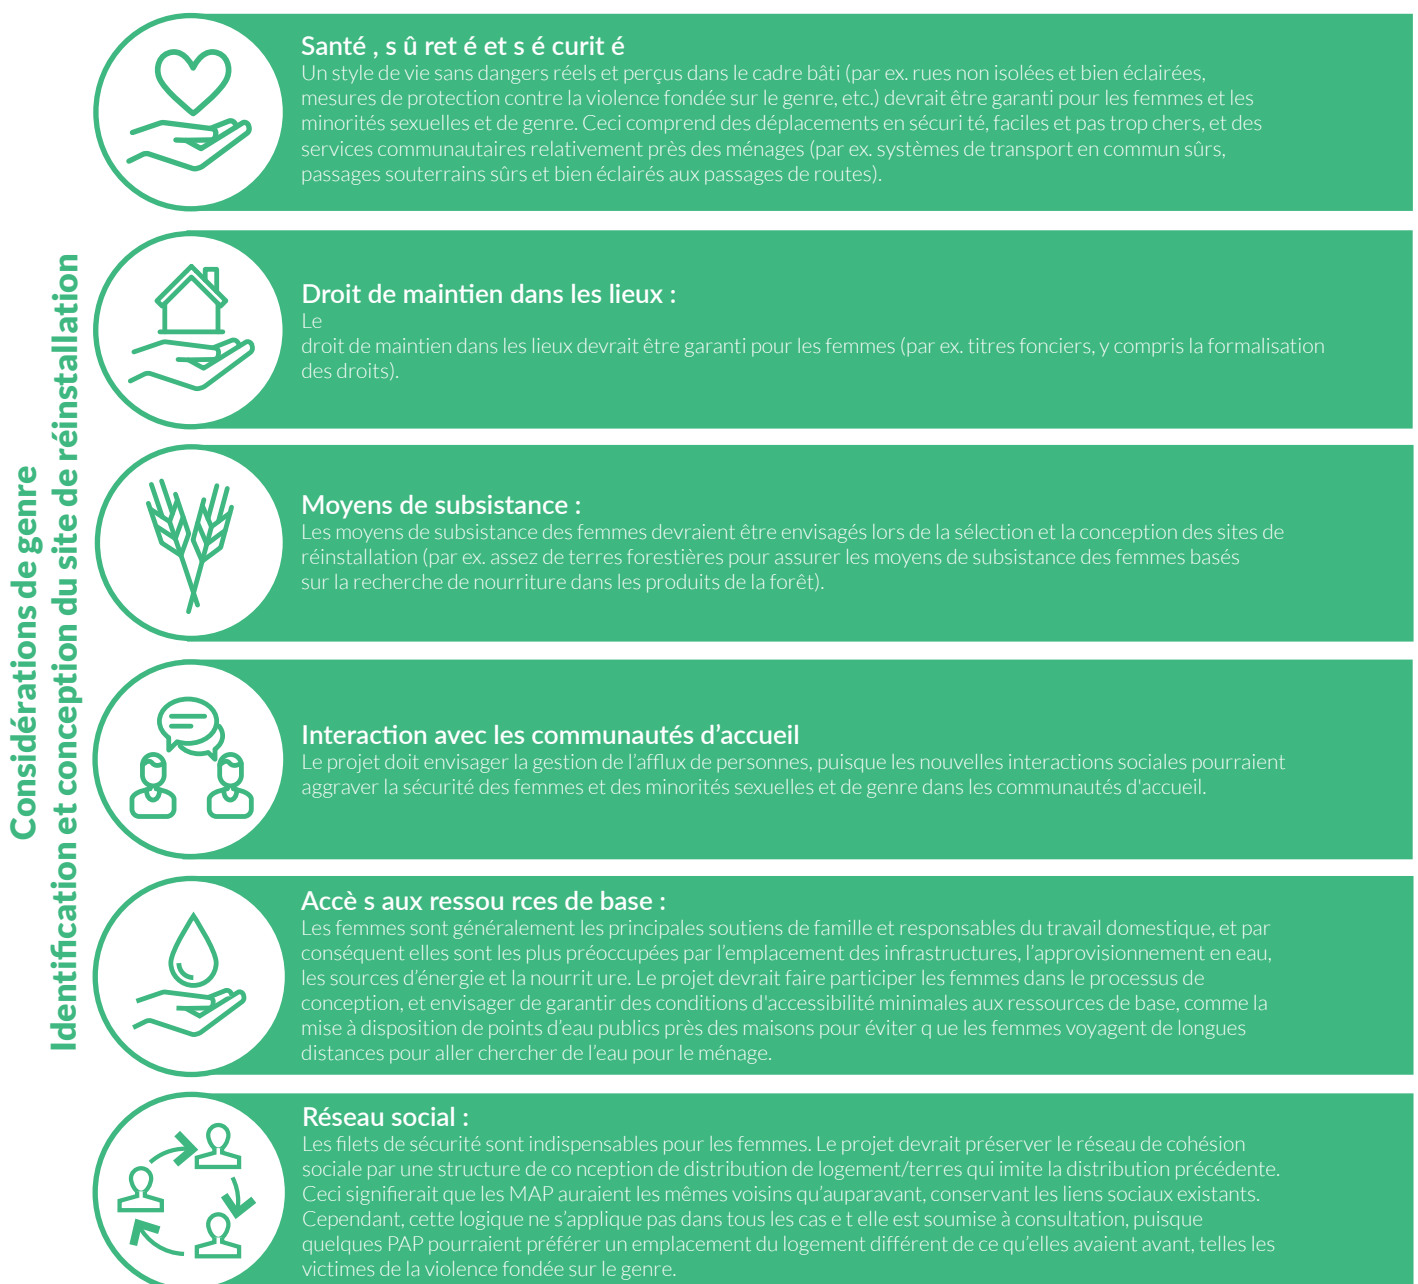 Considérations de genre
Identification et conception du site de réinstallation
Santé , s û ret é et s é curit é
Un style de vie sans dangers réels et perçus dans le cadre bâti (par ex. rues non isolées et bien éclairées,
mesures de protection contre la violence fondée sur le genre, etc.) devrait être garanti pour les femmes et les
minorités sexuelles et de genre. Ceci comprend des déplacements en sécuri té, faciles et pas trop chers, et des
services communautaires relativement près des ménages (par ex. systèmes de transport en commun sûrs,
passages souterrains sûrs et bien éclairés aux passages de routes).
Droit de maintien dans les lieux :
Le
droit de maintien dans les lieux devrait être garanti pour les femmes (par ex. titres fonciers, y compris la formalisation
des droits).
Moyens de subsistance :
Les moyens de subsistance des femmes devraient être envisagés lors de la sélection et la conception des sites de
réinstallation (par ex. assez de terres forestières pour assurer les moyens de subsistance des femmes basés
sur la recherche de nourriture dans les produits de la forêt).
Interaction avec les communautés d’accueil
Le projet doit envisager la gestion de l’afflux de personnes, puisque les nouvelles interactions sociales pourraient
aggraver la sécurité des femmes et des minorités sexuelles et de genre dans les communautés d'accueil.
Accè s aux ressou rces de base :
Les femmes sont généralement les principales soutiens de famille et responsables du travail domestique, et par
conséquent elles sont les plus préoccupées par l’emplacement des infrastructures, l’approvisionnement en eau,
les sources d’énergie et la nourrit ure. Le projet devrait faire participer les femmes dans le processus de
conception, et envisager de garantir des conditions d'accessibilité minimales aux ressources de base, comme la
mise à disposition de points d’eau publics près des maisons pour éviter q ue les femmes voyagent de longues
distances pour aller chercher de l’eau pour le ménage.
Réseau social :
Les filets de sécurité sont indispensables pour les femmes. Le projet devrait préserver le réseau de cohésion
sociale par une structure de co nception de distribution de logement/terres qui imite la distribution précédente.
Ceci signifierait que les MAP auraient les mêmes voisins qu’auparavant, conservant les liens sociaux existants.
Cependant, cette logique ne s’applique pas dans tous les cas e t elle est soumise à consultation, puisque
quelques PAP pourraient préférer un emplacement du logement différent de ce qu’elles avaient avant, telles les
victimes de la violence fondée sur le genre.